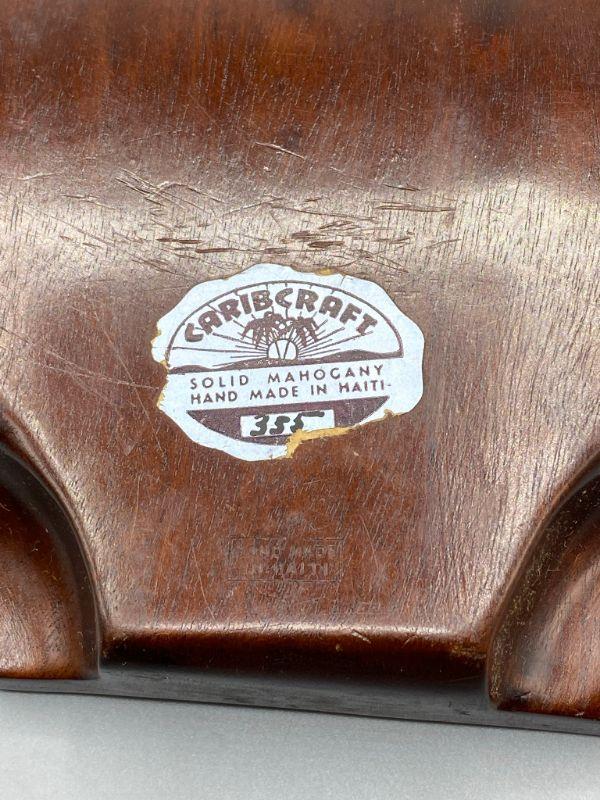 CARIBCRAFT
SOLID MAHOGANY
HAND MADE IN HAITI-
355
HAND MADE
IN HAITI